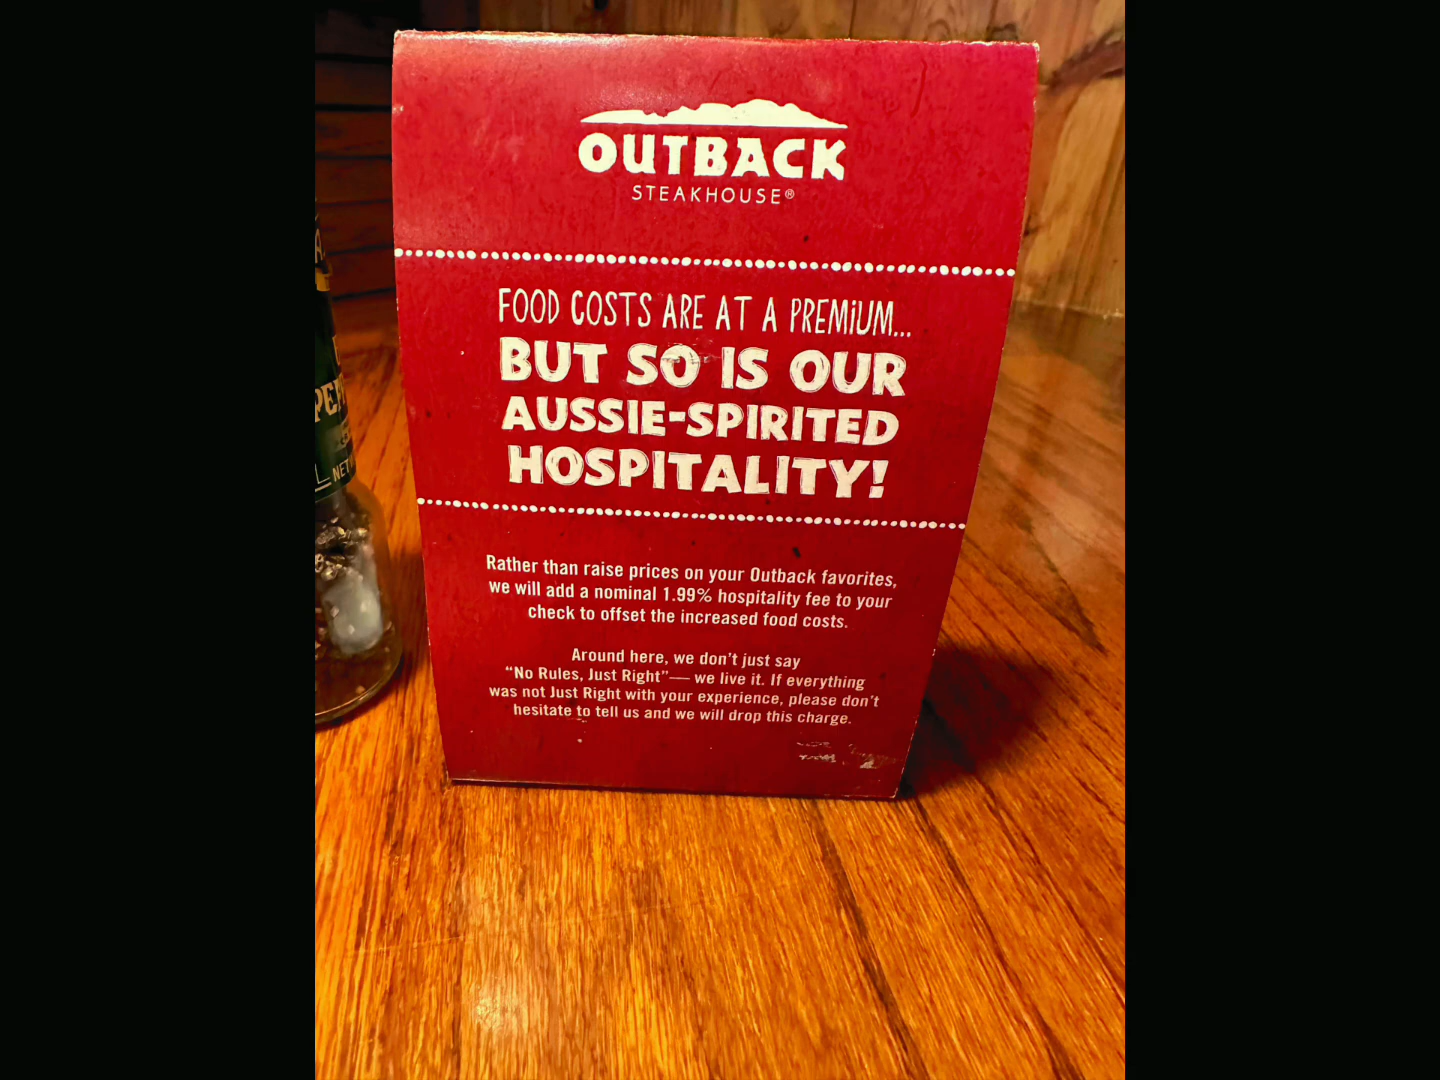 OUTBACK
STEAKHOUSE®
FOOD COSTS ARE AT A PREMIUM...
BUT SO IS OUR
AUSSIE-SPIRITED
HOSPITALITY!
Rather than raise prices on your Outback favorites,
we will add a nominal 1.99% hospitality fee to your
check to offset the increased food costs.
Around here, we don't just say
“No Rules, Just Right”— we live it. If everything
was not Just Right with your experience, please don't
hesitate to tell us and we will drop this charge.
NET